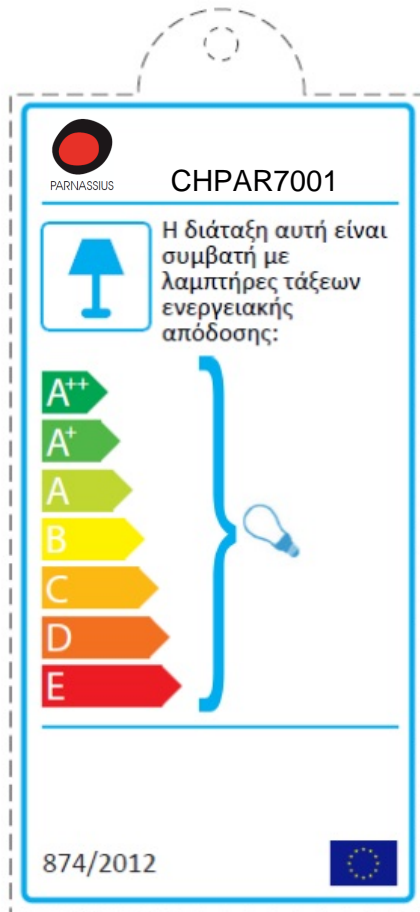 PARNASSIUS
CHPAR7001
Η διάταξη αυτή είναι
συμβατή με
λαμπτήρες τάξεων
ενεργειακής
απόδοσης:
A++
A+
A
B
C
D
E
874/2012